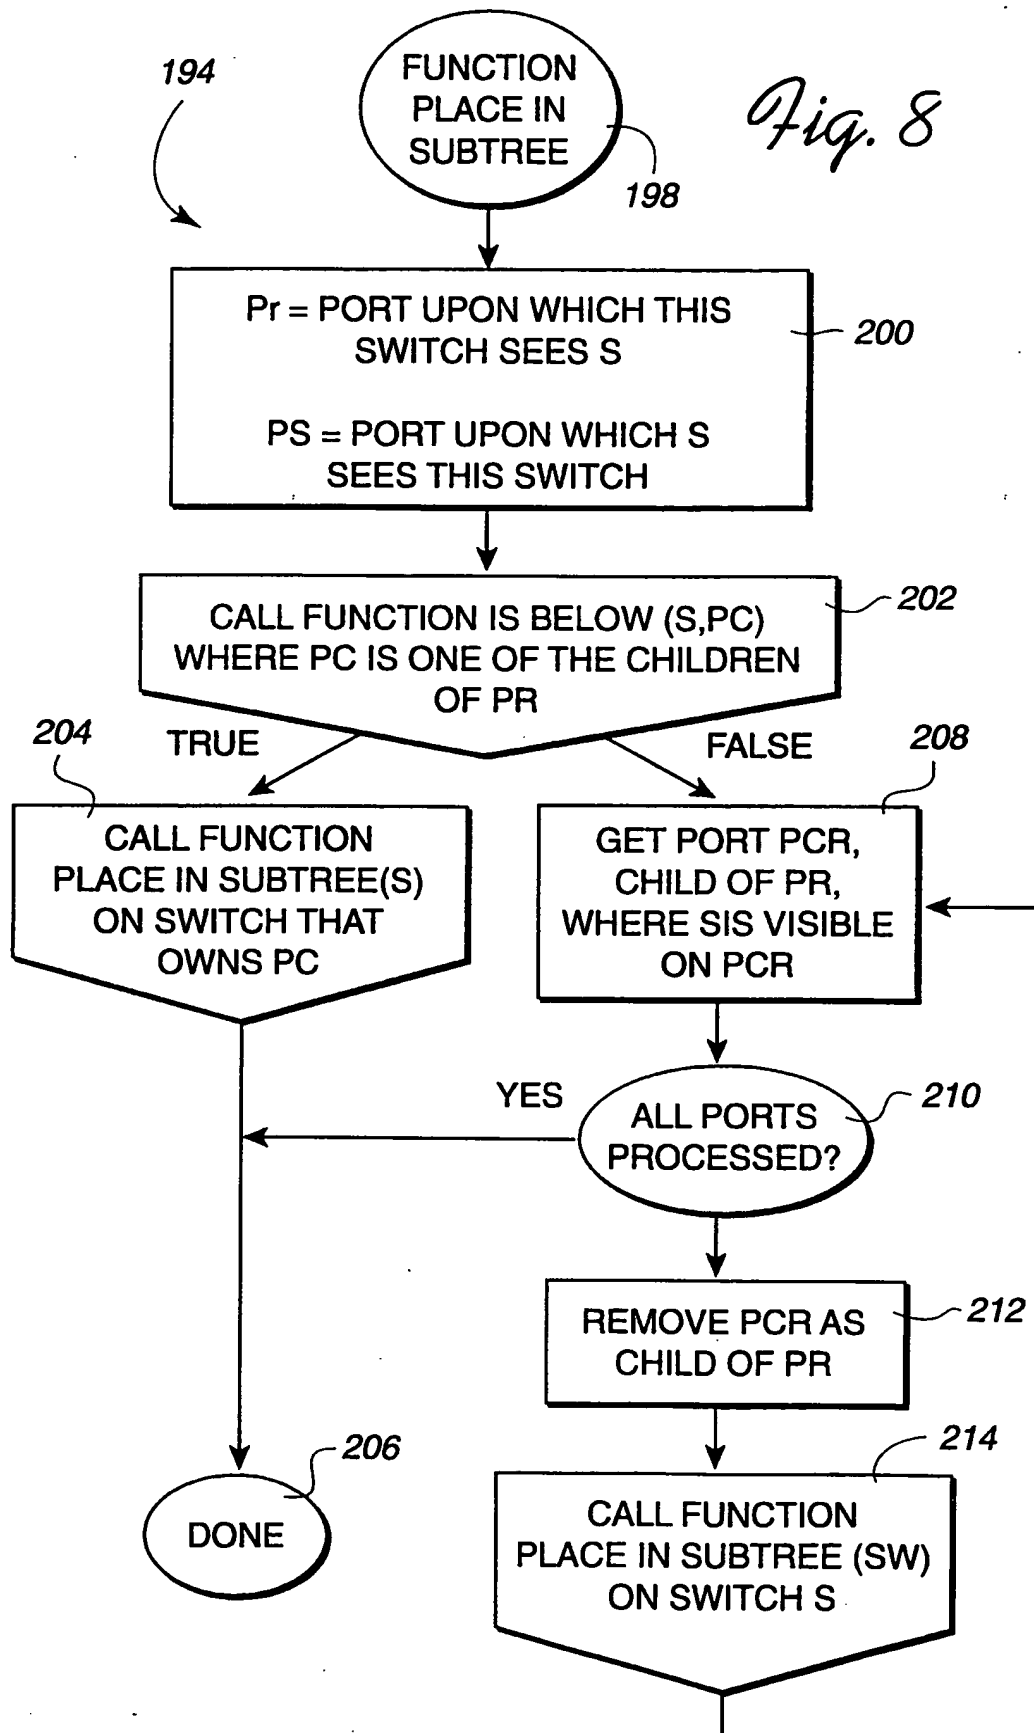 194
FUNCTION
PLACE IN
SUBTREE
198
Fig. 8
Pr = PORT UPON WHICH THIS
SWITCH SEES S
PS = PORT UPON WHICH S
SEES THIS SWITCH
200
CALL FUNCTION IS BELOW (S,PC)
WHERE PC IS ONE OF THE CHILDREN
OF PR
202
204
TRUE
FALSE
208
CALL FUNCTION
PLACE IN SUBTREE(S)
ON SWITCH THAT
OWNS PC
GET PORT PCR,
CHILD OF PR,
WHERE SIS VISIBLE
ON PCR
YES
ALL PORTS
PROCESSED?
210
REMOVE PCR AS
CHILD OF PR
212
206
DONE
214
CALL FUNCTION
PLACE IN SUBTREE (SW)
ON SWITCH S